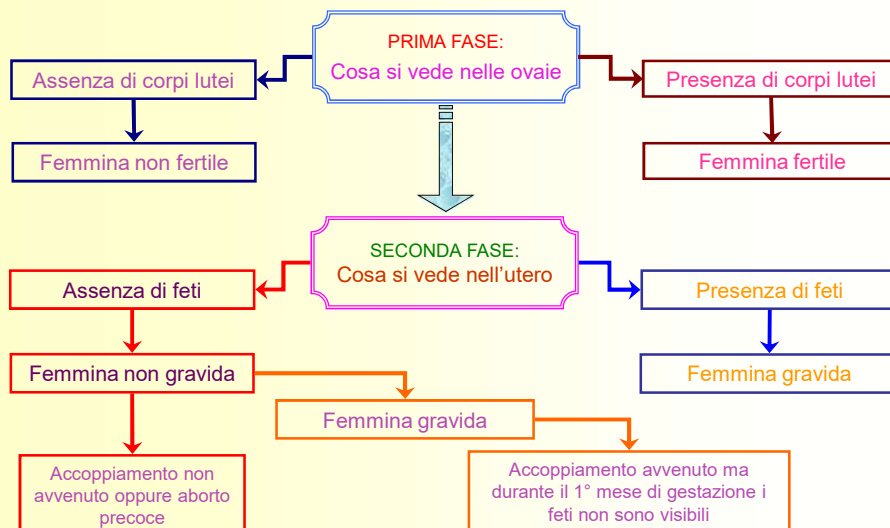 PRIMA FASE:
Cosa si vede nelle ovaie
Assenza di corpi lutei
Presenza di corpi lutei
Femmina non fertile
Femmina fertile
SECONDA FASE:
Cosa si vede nell'utero
Assenza di feti
Presenza di feti
Femmina non gravida
Femmina gravida
Femmina gravida
Accoppiamento non
avvenuto oppure aborto
precoce
Accoppiamento avvenuto ma
durante il 1° mese di gestazione i
feti non sono visibili